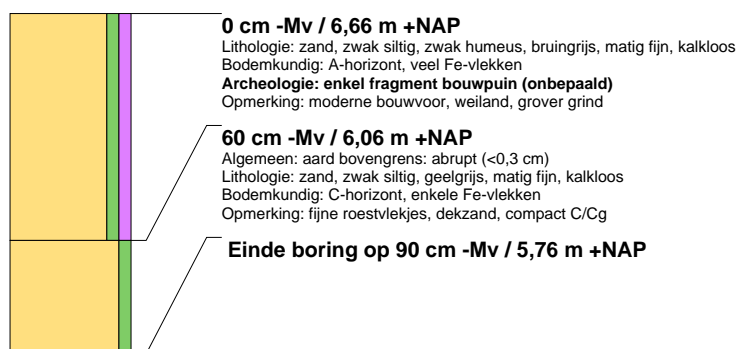 0 cm -Mv / 6,66 m +NAP
Lithologie: zand, zwak siltig, zwak humeus, bruingrijs, matig fijn, kalkloos
Bodemkundig: A-horizont, veel Fe-vlekken
Archeologie: enkel fragment bouwpuin (onbepaald)
Opmerking: moderne bouwvoor, weiland, grover grind
60 cm -Mv / 6,06 m +NAP
Algemeen: aard bovengrens: abrupt (<0,3 cm)
Lithologie: zand, zwak siltig, geelgrijs, matig fijn, kalkloos
Bodemkundig: C-horizont, enkele Fe-vlekken
Opmerking: fijne roestvlekjes, dekzand, compact C/Cg
Einde boring op 90 cm -Mv / 5,76 m +NAP